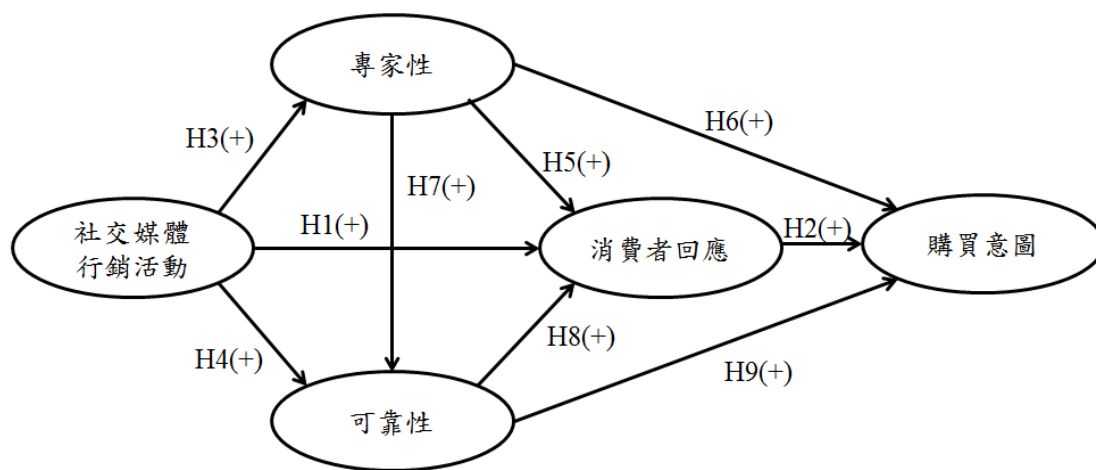 專家性
H3(+)
H6(+)
H5(+)
H7(+)
社交媒體
行銷活動
H1(+)
消費者回應
H2(+)
購買意圖
H4(+)
H8(+)
H9(+)
可靠性